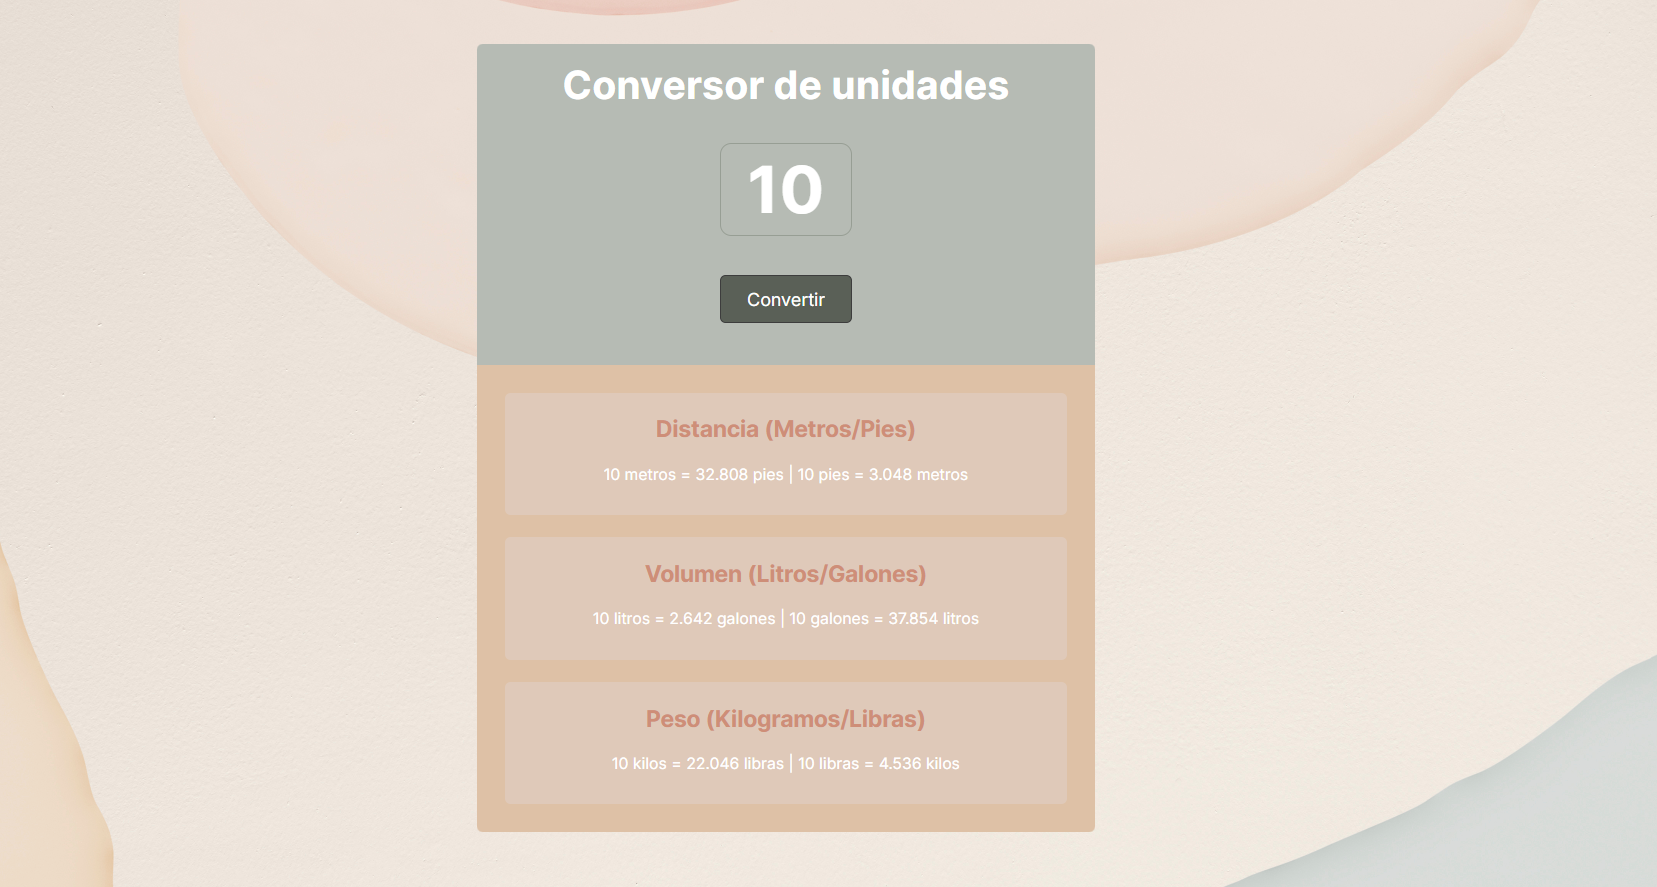 Conversor de unidades
10
Convertir
Distancia (Metros/Pies)
10 metros = 32.808 pies | 10 pies = 3.048 metros
Volumen (Litros/Galones)
10 litros = 2.642 galones | 10 galones = 37.854 litros
Peso (Kilogramos/Libras)
10 kilos = 22.046 libras | 10 libras = 4.536 kilos